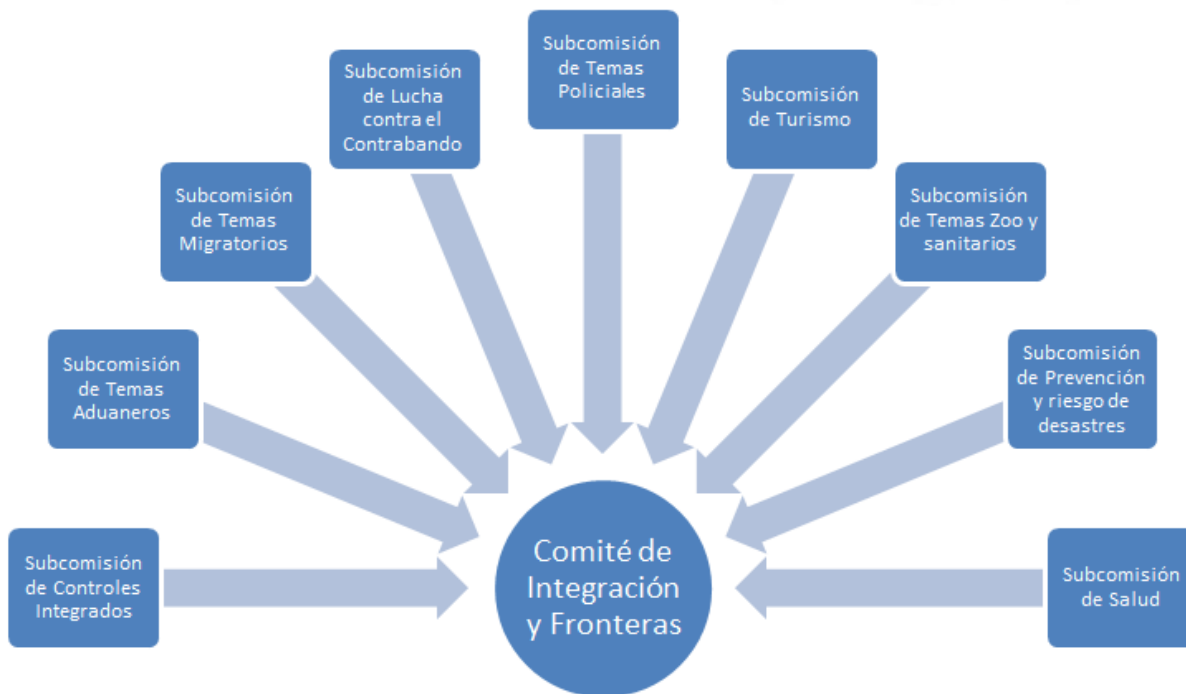 Subcomisión
de Controles
Integrados
Subcomisión
de Temas
Aduaneros
Subcomisión
de Temas
Migratorios
Subcomisión
de Lucha
contra el
Contrabando
Subcomisión
de Temas
Policiales
Subcomisión
de Turismo
Subcomisión
de Temas Zoo y
sanitarios
Subcomisión
de Prevención
y riesgo de
desastres
Subcomisión
de Salud
Comité de
Integración
y Fronteras